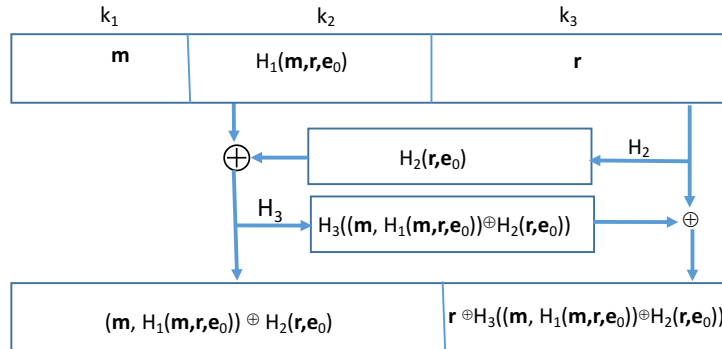 k₁ k₂ k₃
m H₁(m,r,e₀) r
H₂(r,e₀) H₂
H₃ H₃((m, H₁(m,r,e₀))⊕H₂(r,e₀)) ⊕
(m, H₁(m,r,e₀)) ⊕ H₂(r,e₀) r ⊕H₃((m, H₁(m,r,e₀))⊕H₂(r,e₀))